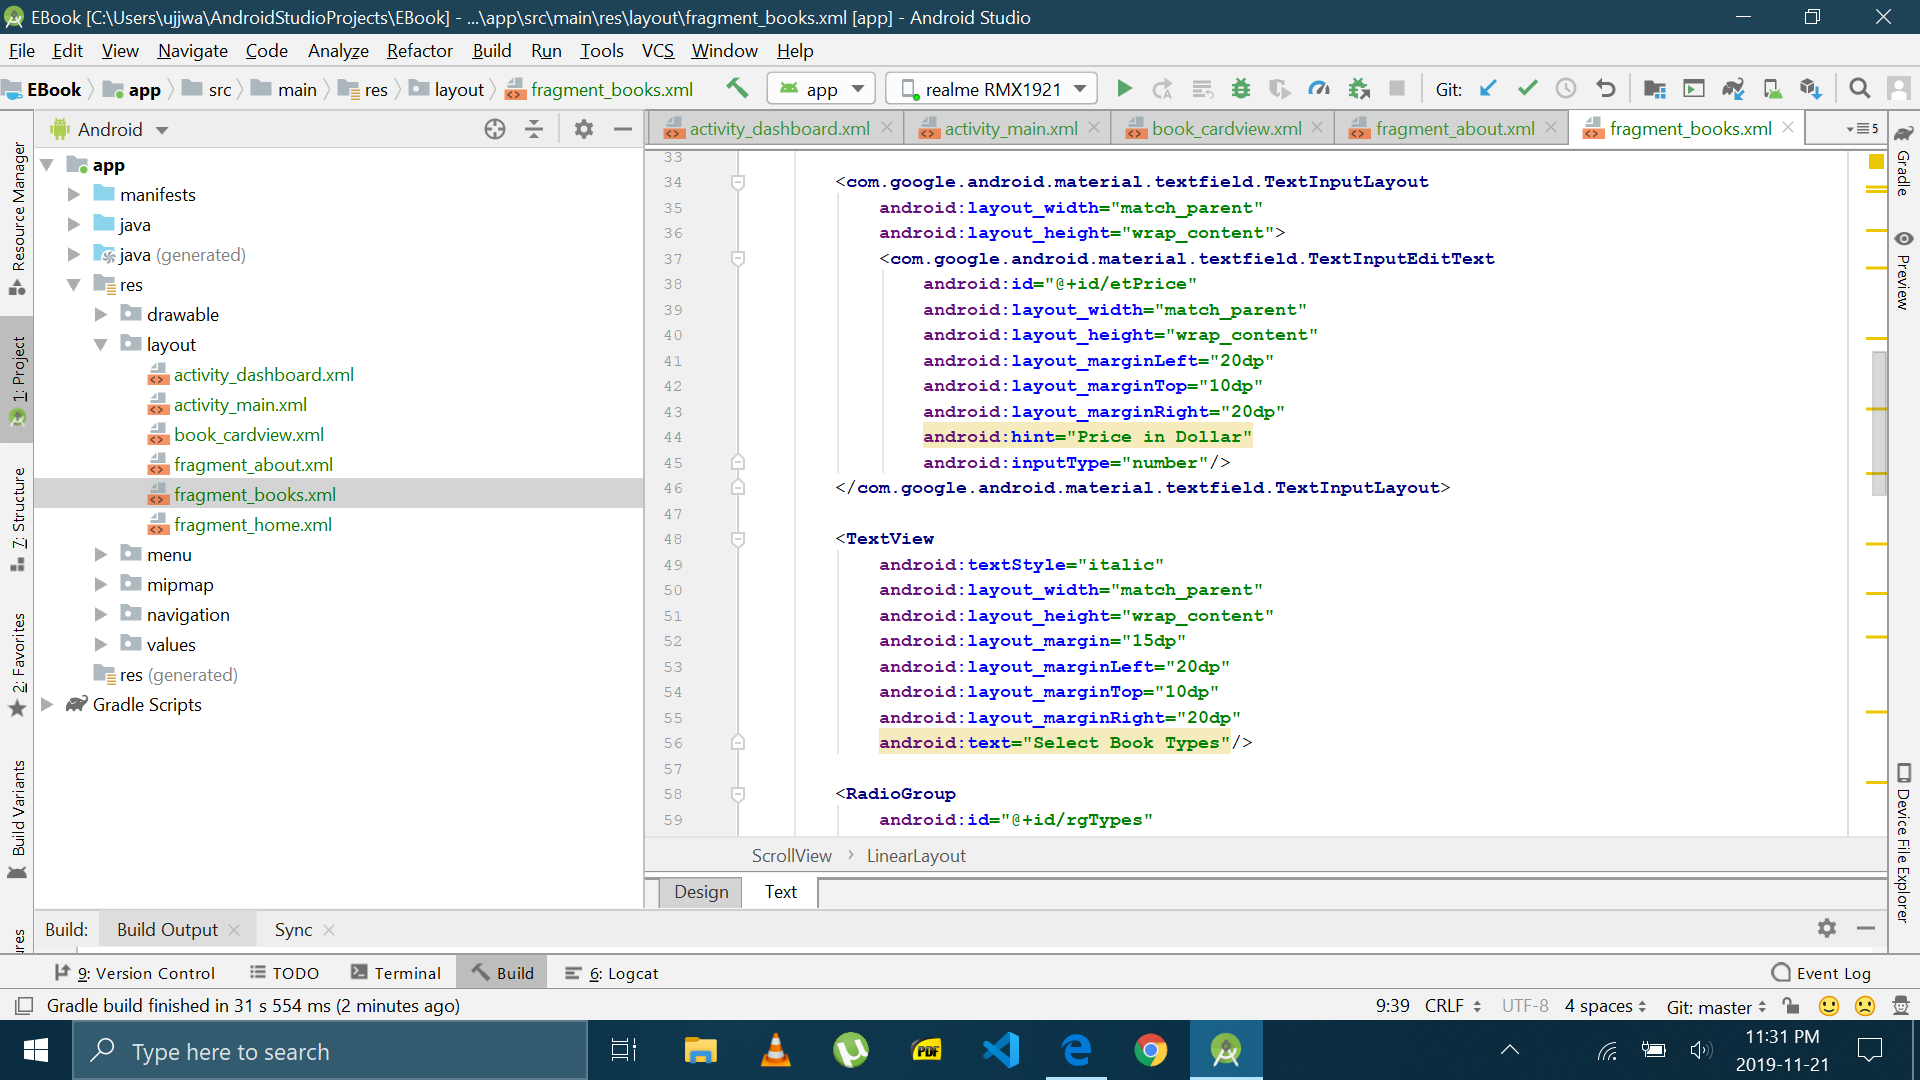 EBook [C:\Users\ujjwa\AndroidStudioProjects\EBook] - ...\app\src\main\res\layout\fragment_books.xml [app] - Android Studio
File Edit View Navigate Code Analyze Refactor Build Run Tools VCS Window Help
EBook app src main res layout fragment_books.xml app realme RMX1921 Git:
Android
activity_dashboard.xml activity_main.xml book_cardview.xml fragment_about.xml fragment_books.xml 5
app
manifests
java
java (generated)
res
drawable
layout
activity_dashboard.xml
activity_main.xml
book_cardview.xml
fragment_about.xml
fragment_books.xml
fragment_home.xml
menu
mipmap
navigation
values
res (generated)
Gradle Scripts
Resource Manager
1: Project
7: Structure
2: Favorites
Build Variants
33
34 <com.google.android.material.textfield.TextInputLayout
35 android:layout_width="match_parent"
36 android:layout_height="wrap_content">
37 <com.google.android.material.textfield.TextInputEditText
38 android:id="@+id/etPrice"
39 android:layout_width="match_parent"
40 android:layout_height="wrap_content"
41 android:layout_marginLeft="20dp"
42 android:layout_marginTop="10dp"
43 android:layout_marginRight="20dp"
44 android:hint="Price in Dollar"
45 android:inputType="number"/>
46 </com.google.android.material.textfield.TextInputLayout>
47
48 <TextView
49 android:textStyle="italic"
50 android:layout_width="match_parent"
51 android:layout_height="wrap_content"
52 android:layout_margin="15dp"
53 android:layout_marginLeft="20dp"
54 android:layout_marginTop="10dp"
55 android:layout_marginRight="20dp"
56 android:text="Select Book Types"/>
57
58 <RadioGroup
59 android:id="@+id/rgTypes"
ScrollView LinearLayout
Design Text
Gradle
Preview
Device File Explorer
Build: Build Output Sync
9: Version Control TODO Terminal Build 6: Logcat Event Log
Gradle build finished in 31 s 554 ms (2 minutes ago) 9:39 CRLF UTF-8 4 spaces Git: master
Type here to search
PDF
11:31 PM
2019-11-21